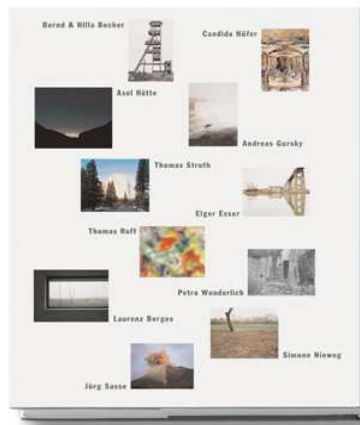 Bernd & Hilla Becher
Candida Höfer
Axel Hütte
Andreas Gursky
Thomas Struth
Elger Esser
Thomas Ruff
Petra Wunderlich
Laurenz Berges
Simone Nieweg
Jörg Sasse